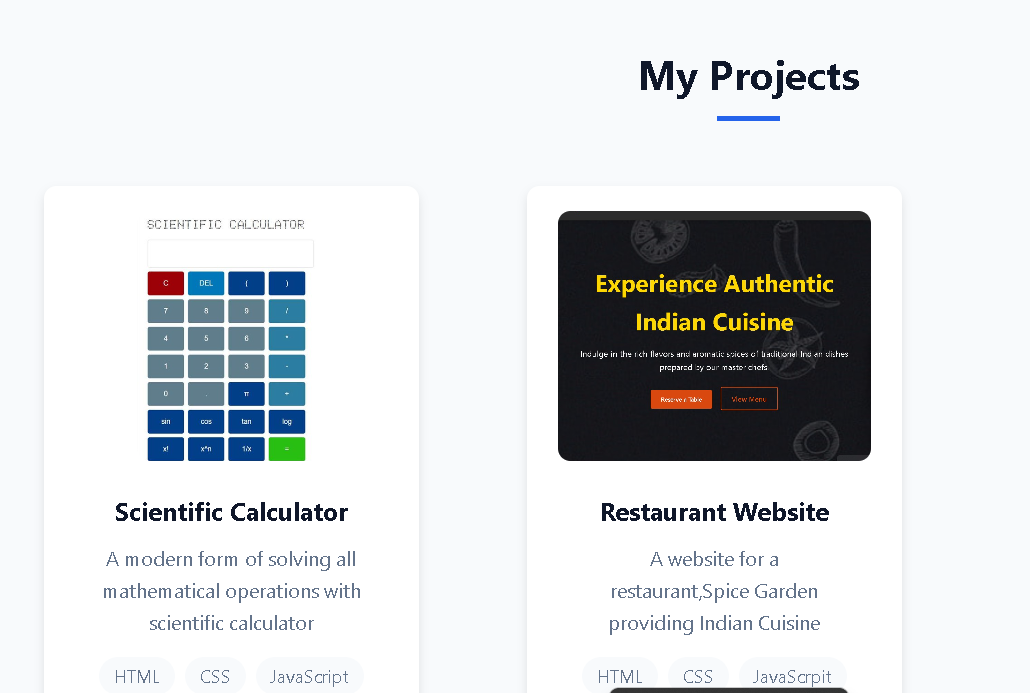 My Projects
SCIENTIFIC CALCULATOR
C DEL ( )
7 8 9 /
4 5 6 *
1 2 3 -
0 . π +
sin cos tan log
x! x^n 1/x =
Scientific Calculator
A modern form of solving all
mathematical operations with
scientific calculator
HTML CSS JavaScript
Experience Authentic
Indian Cuisine
Indulge in the rich flavors and aromatic spices of traditional Indian dishes
prepared by our master chefs
Reserve a Table View Menu
Restaurant Website
A website for a
restaurant,Spice Garden
providing Indian Cuisine
HTML CSS JavaScrpit